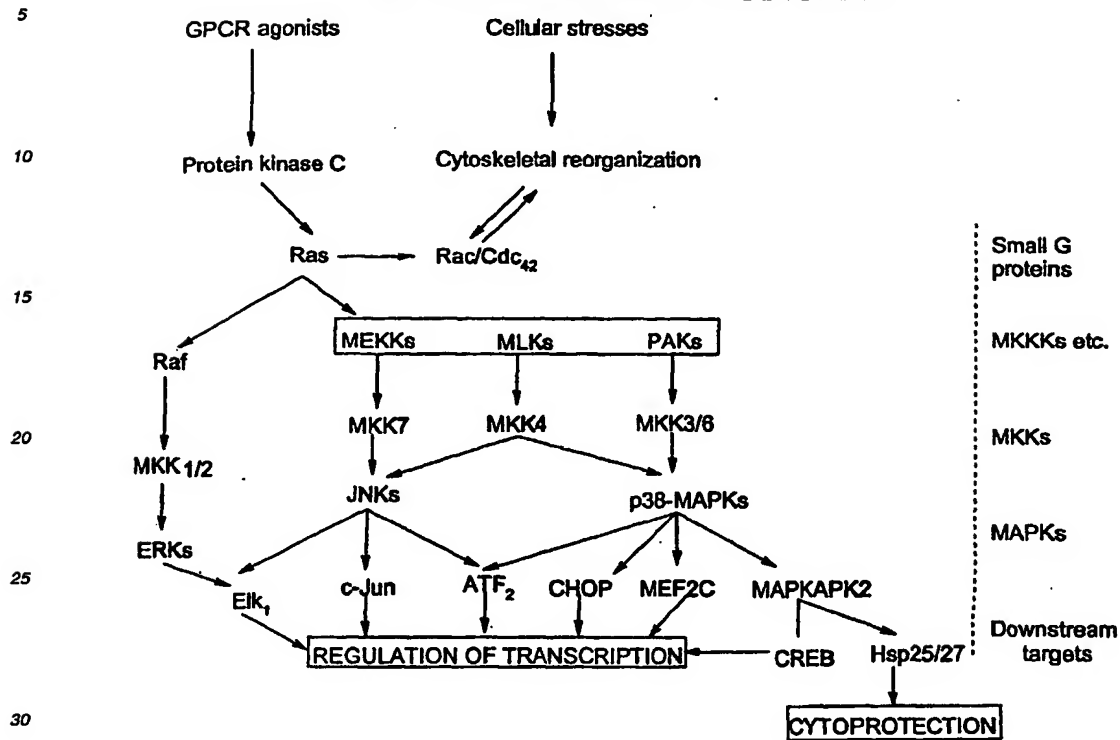 5
GPCR agonists Cellular stresses
10
Protein kinase C Cytoskeletal reorganization
Ras Rac/Cdc42 Small G
proteins
15
MEKKs MLKs PAKs MKKKs etc.
Raf
MKK7 MKK4 MKK3/6 MKKs
20
MKK1/2
JNKs p38-MAPKs
ERKs MAPKs
25
Elk1 c-Jun ATF2 CHOP MEF2C MAPKAPK2
REGULATION OF TRANSCRIPTION CREB Hsp25/27 Downstream
targets
30
CYTOPROTECTION